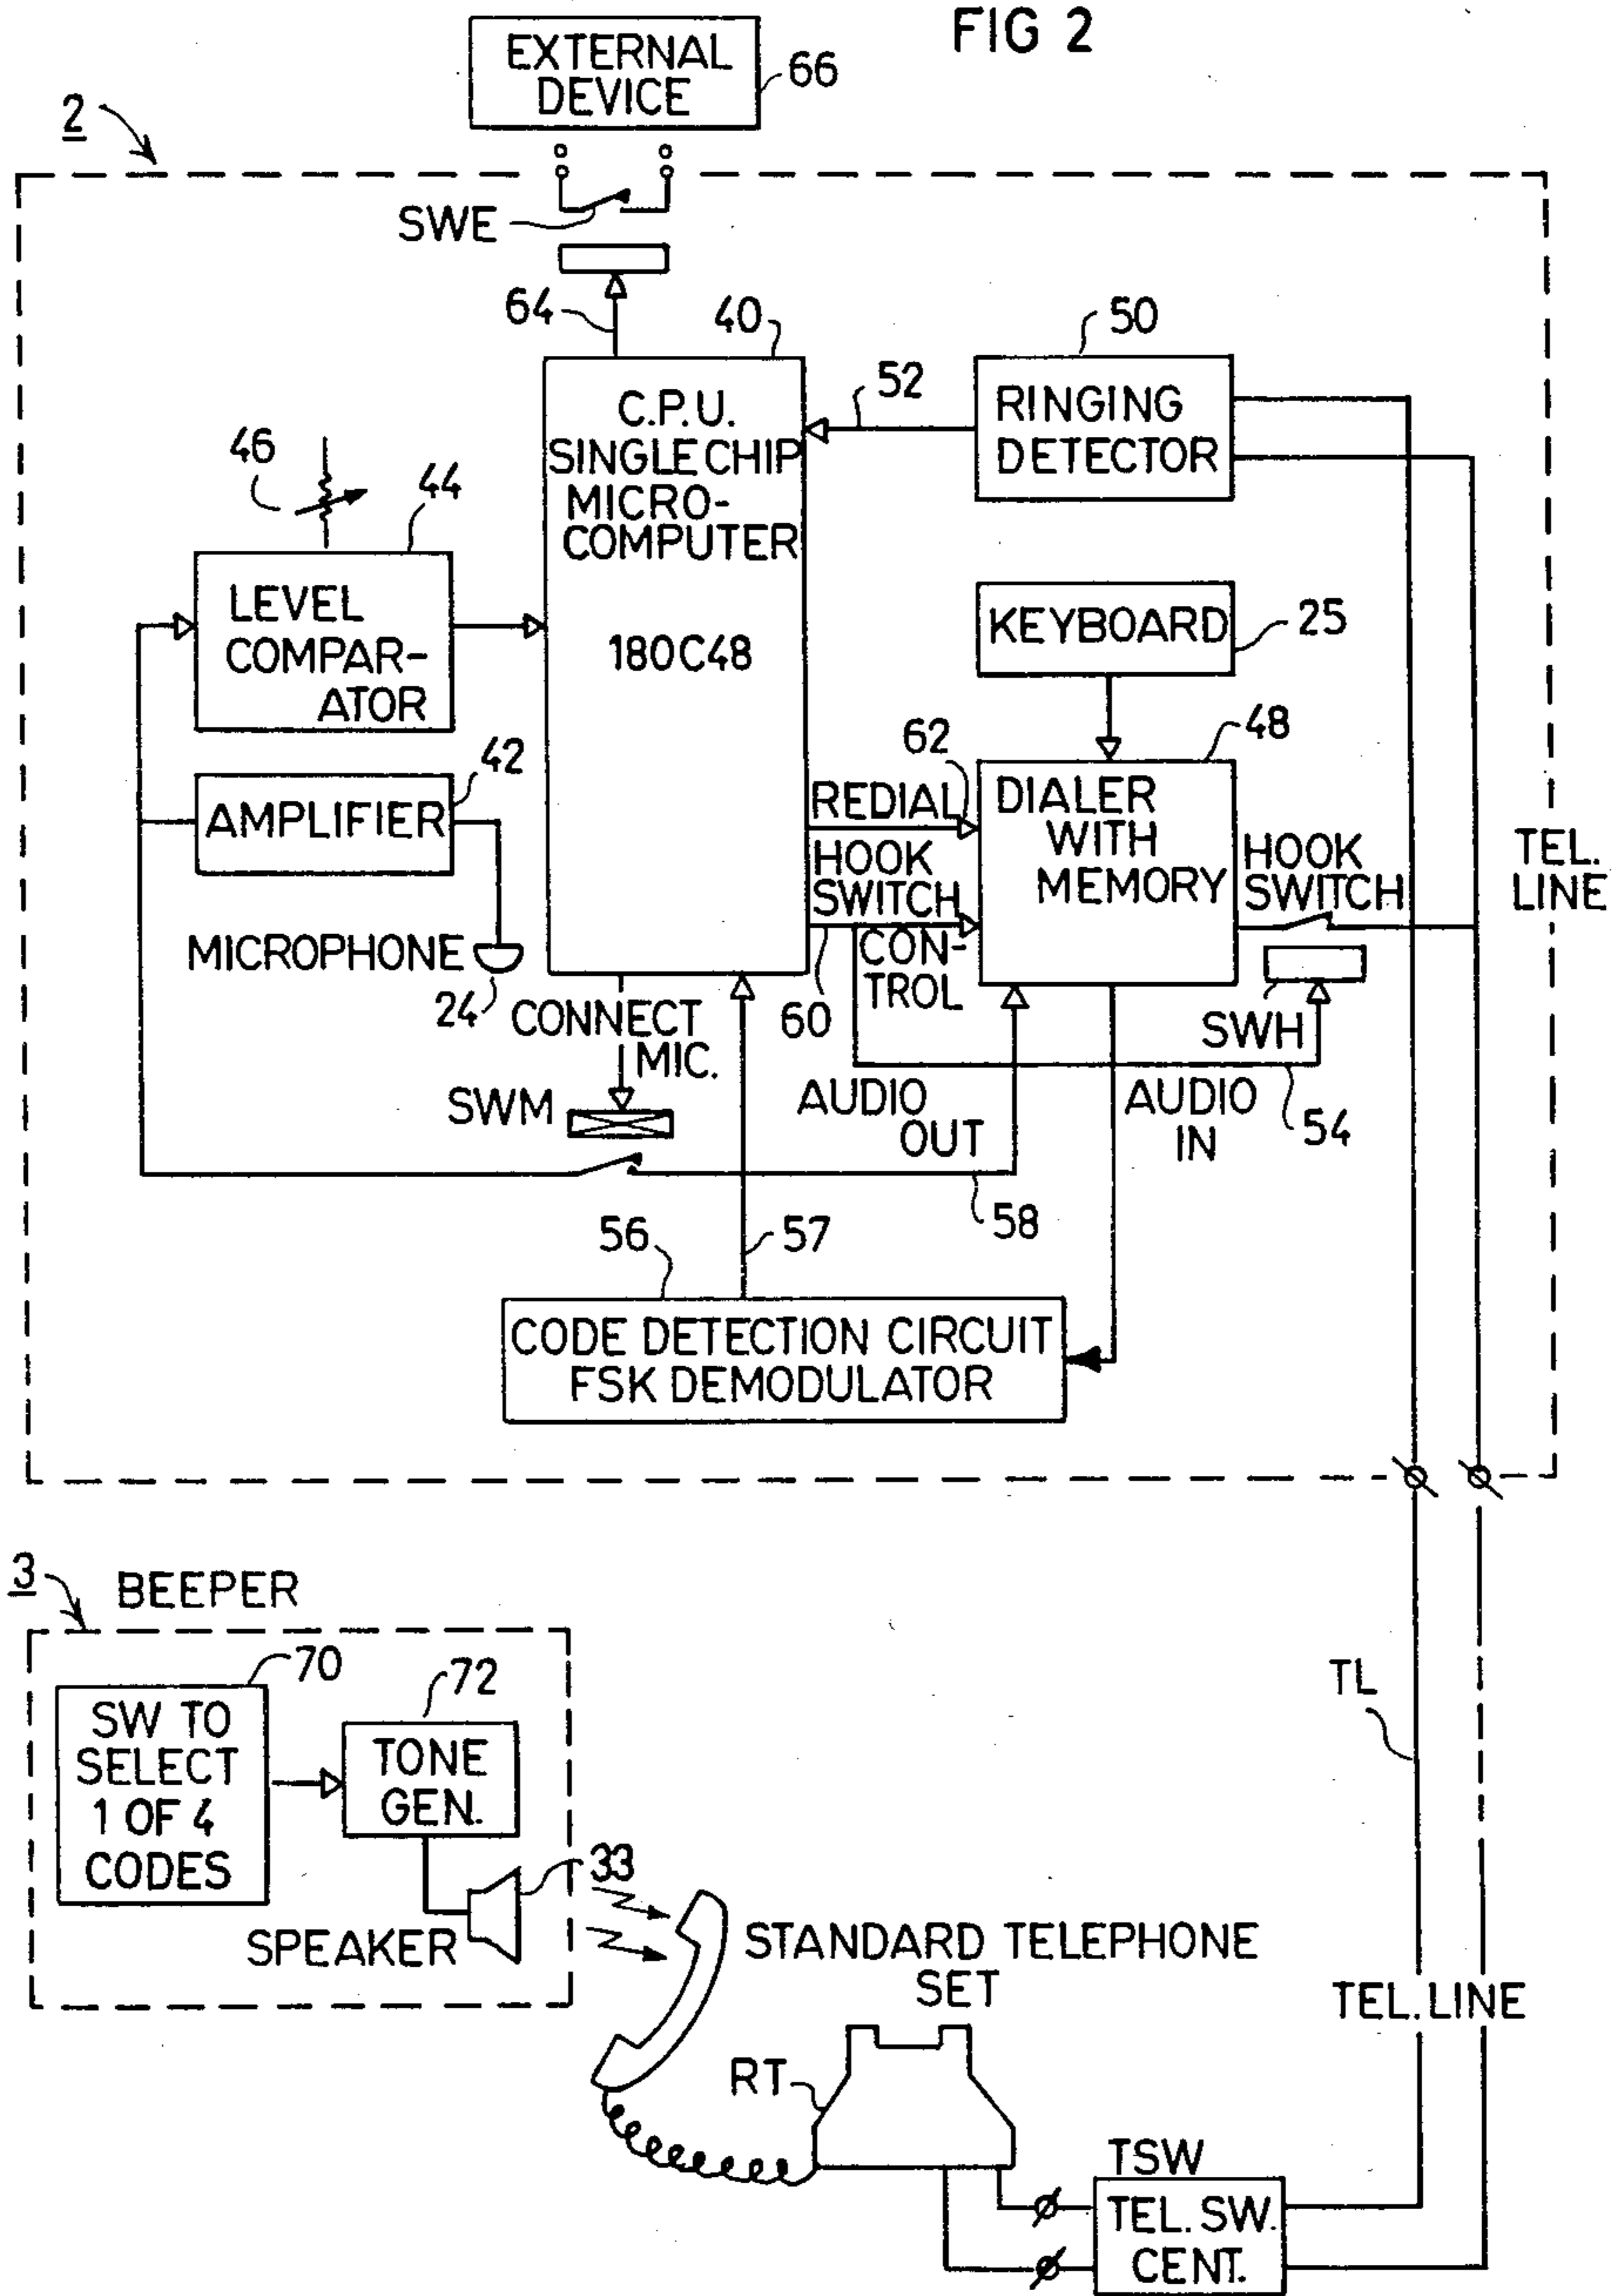 FIG 2
EXTERNAL
DEVICE
66
2
SWE
64
40
50
52
C.P.U.
SINGLE CHIP
MICRO-
COMPUTER
180C48
RINGING
DETECTOR
46
44
LEVEL
COMPAR-
ATOR
KEYBOARD
25
42
AMPLIFIER
62
48
REDIAL
DIALER
WITH
MEMORY
HOOK
SWITCH
CON-
TROL
HOOK
SWITCH
TEL.
LINE
MICROPHONE
24
CONNECT
MIC.
60
SWH
54
SWM
AUDIO
OUT
AUDIO
IN
58
56
57
CODE DETECTION CIRCUIT
FSK DEMODULATOR
3
BEEPER
70
72
SW TO
SELECT
1 OF 4
CODES
TONE
GEN.
33
SPEAKER
TL
STANDARD TELEPHONE
SET
TEL. LINE
RT
TSW
TEL. SW.
CENT.